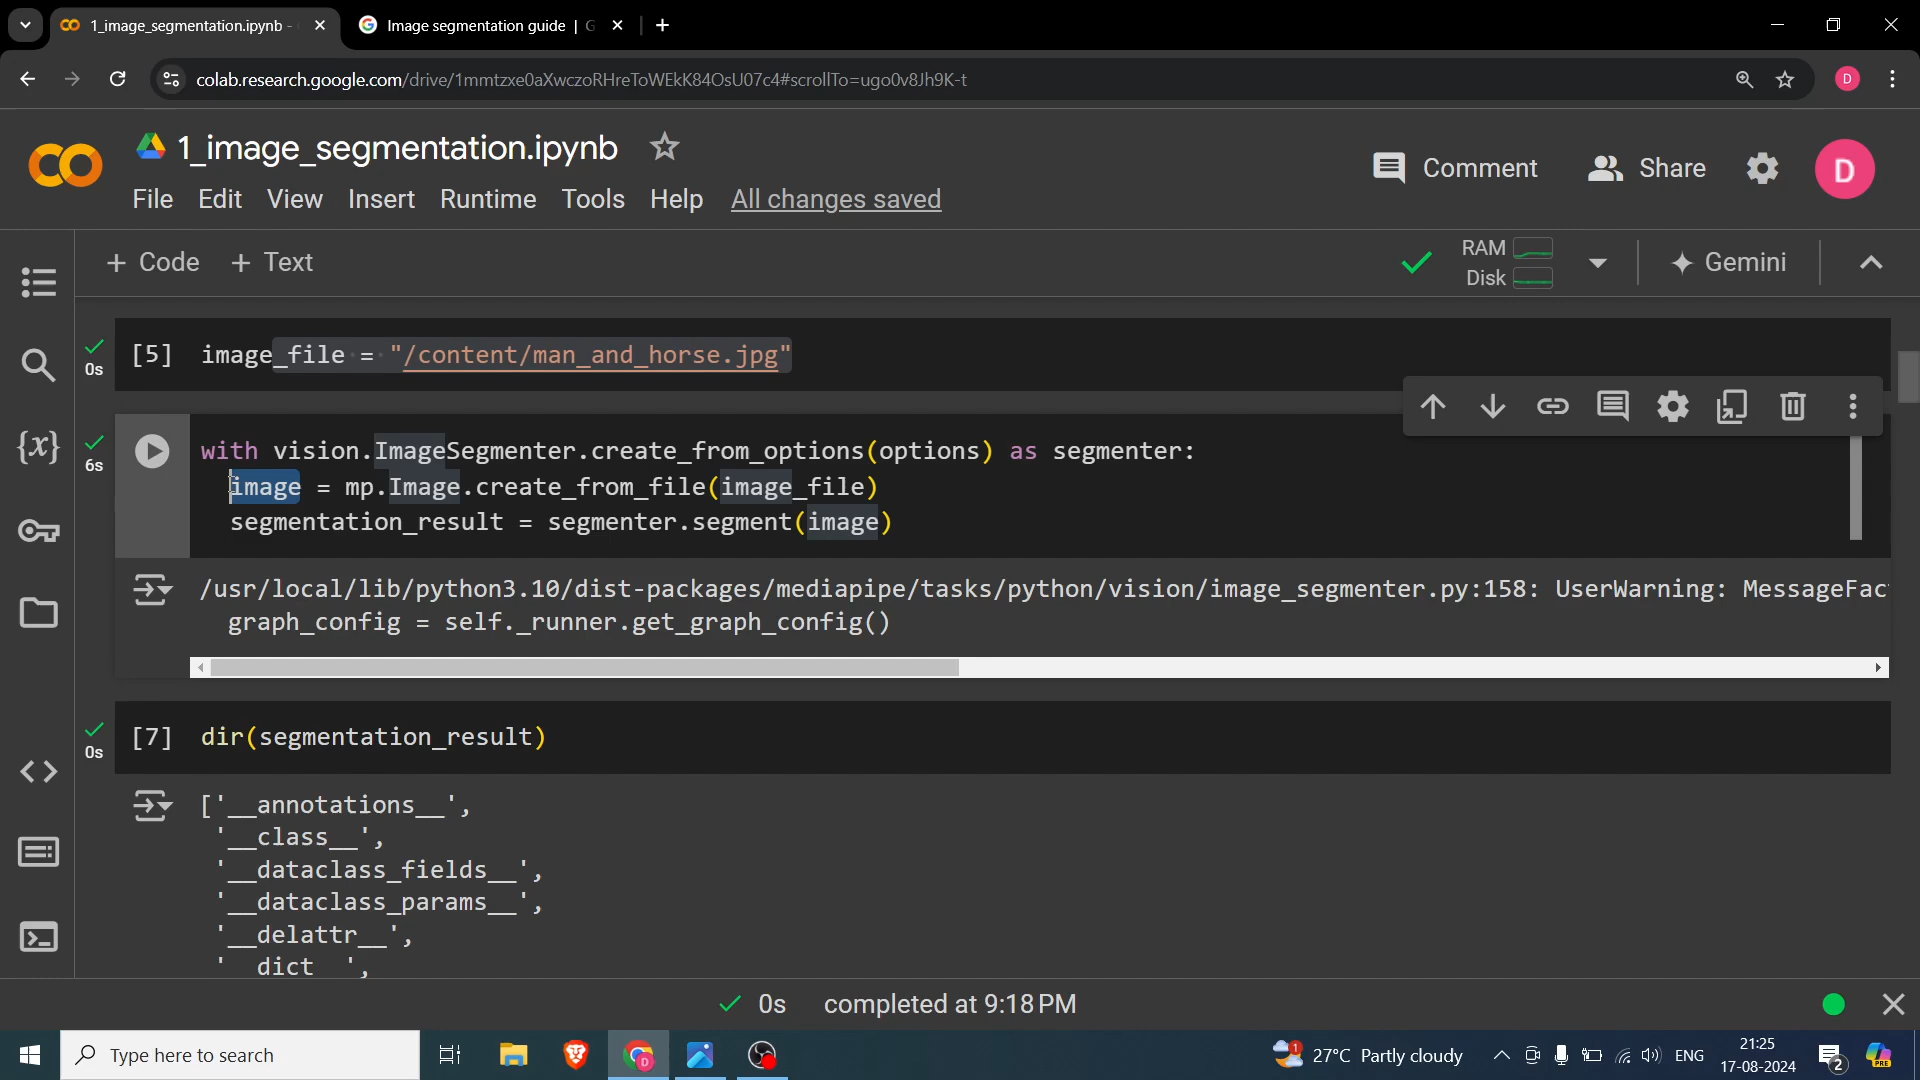 1_image_segmentation.ipynb -
Image segmentation guide | G
colab.research.google.com/drive/1mmtzxe0aXwczoRHreToWEkK84OsU07c4#scrollTo=ugo0v8Jh9K-t
D
1_image_segmentation.ipynb
File Edit View Insert Runtime Tools Help All changes saved
Comment
Share
D
+ Code + Text
RAM
Disk
Gemini
0s
[5] image_file = "/content/man_and_horse.jpg"
6s
with vision.ImageSegmenter.create_from_options(options) as segmenter:
image = mp.Image.create_from_file(image_file)
segmentation_result = segmenter.segment(image)
/usr/local/lib/python3.10/dist-packages/mediapipe/tasks/python/vision/image_segmenter.py:158: UserWarning: MessageFac
graph_config = self._runner.get_graph_config()
0s
[7] dir(segmentation_result)
['__annotations__',
'__class__',
'__dataclass_fields__',
'__dataclass_params__',
'__delattr__',
'__dict__',
0s completed at 9:18 PM
Type here to search
1
27°C Partly cloudy
ENG
21:25
17-08-2024
2
PRE